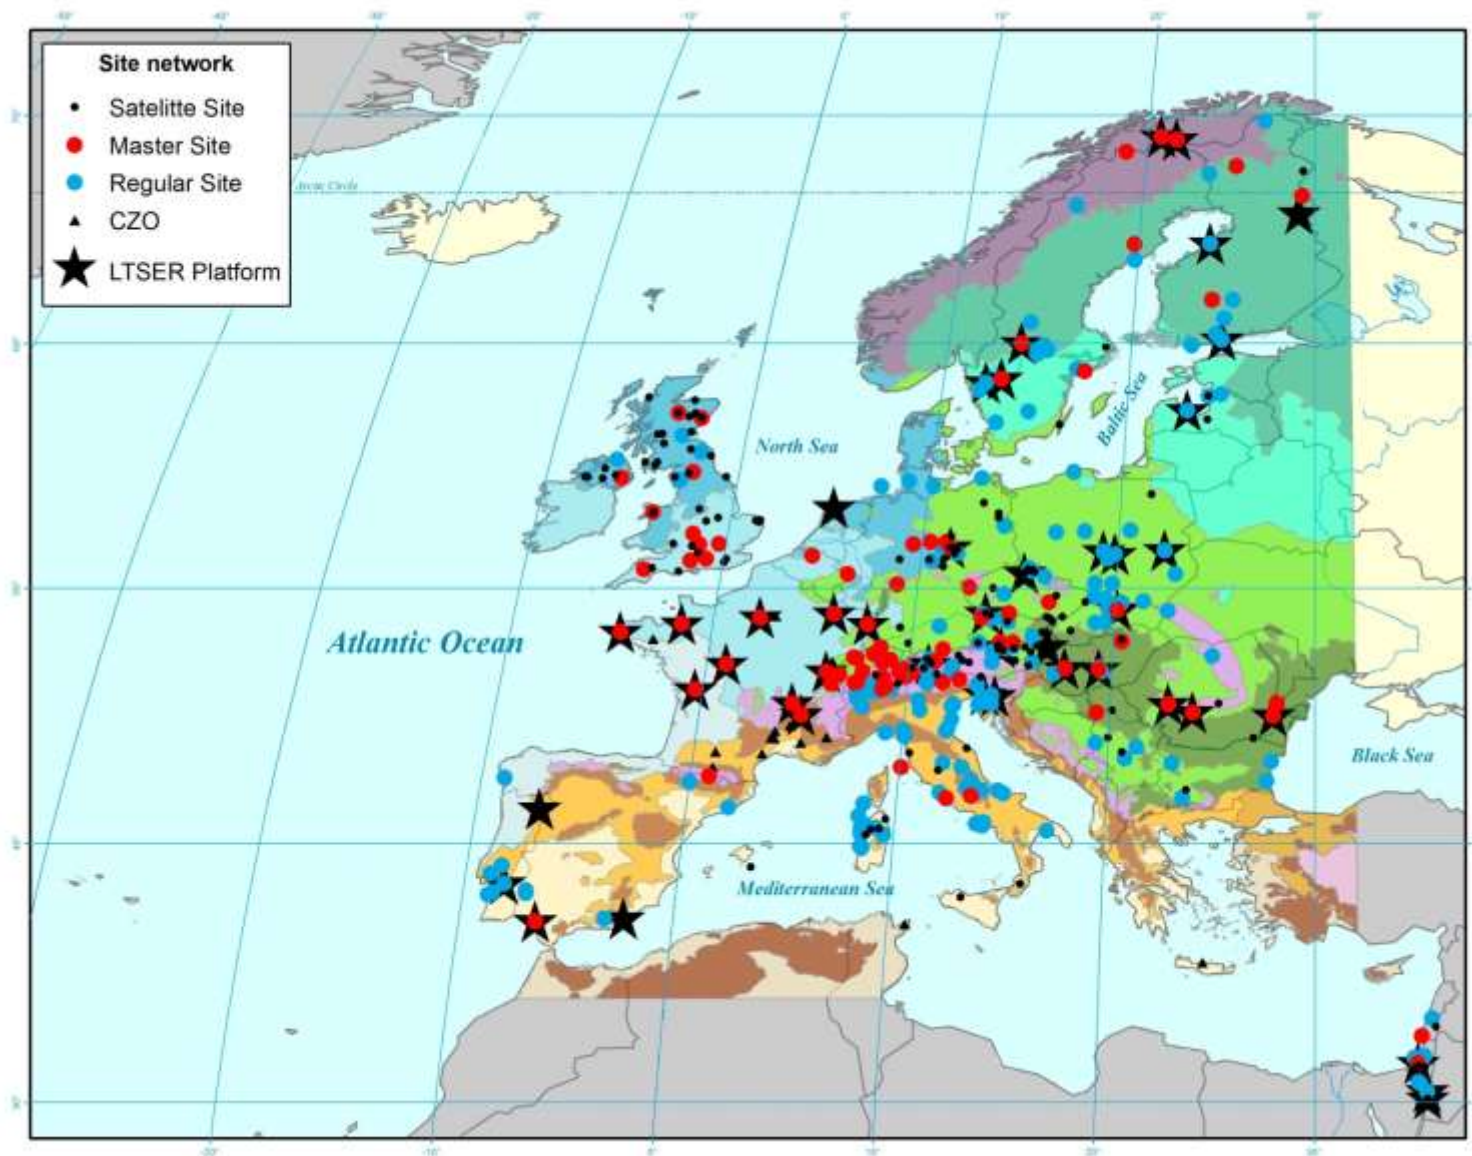 Site network
Satelitte Site
Master Site
Regular Site
CZO
LTSER Platform
Arctic Circle
North Sea
Baltic Sea
Atlantic Ocean
Black Sea
Mediterranean Sea